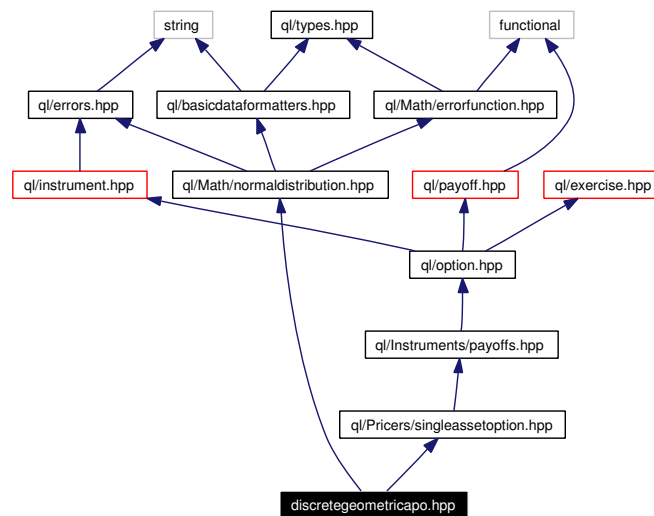 string
ql/types.hpp
functional
ql/errors.hpp
ql/basicdataformatters.hpp
ql/Math/errorfunction.hpp
ql/instrument.hpp
ql/Math/normaldistribution.hpp
ql/payoff.hpp
ql/exercise.hpp
ql/option.hpp
ql/Instruments/payoffs.hpp
ql/Pricers/singleassetoption.hpp
discretegeometricapo.hpp